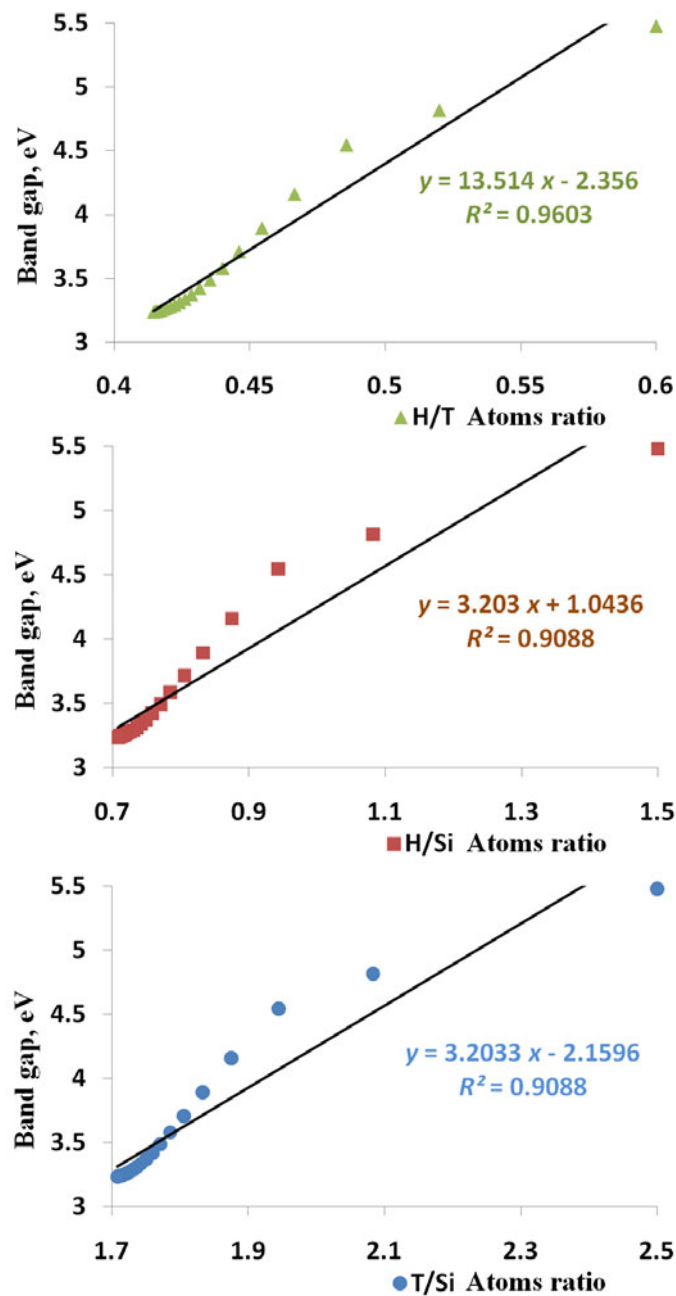 5.5
5
4.5
4
3.5
3
Band gap, eV
y = 13.514 x - 2.356
R² = 0.9603
0.4 0.45 0.5 0.55 0.6
H/T Atoms ratio
5.5
5
4.5
4
3.5
3
Band gap, eV
y = 3.203 x + 1.0436
R² = 0.9088
0.7 0.9 1.1 1.3 1.5
H/Si Atoms ratio
5.5
5
4.5
4
3.5
3
Band gap, eV
y = 3.2033 x - 2.1596
R² = 0.9088
1.7 1.9 2.1 2.3 2.5
T/Si Atoms ratio